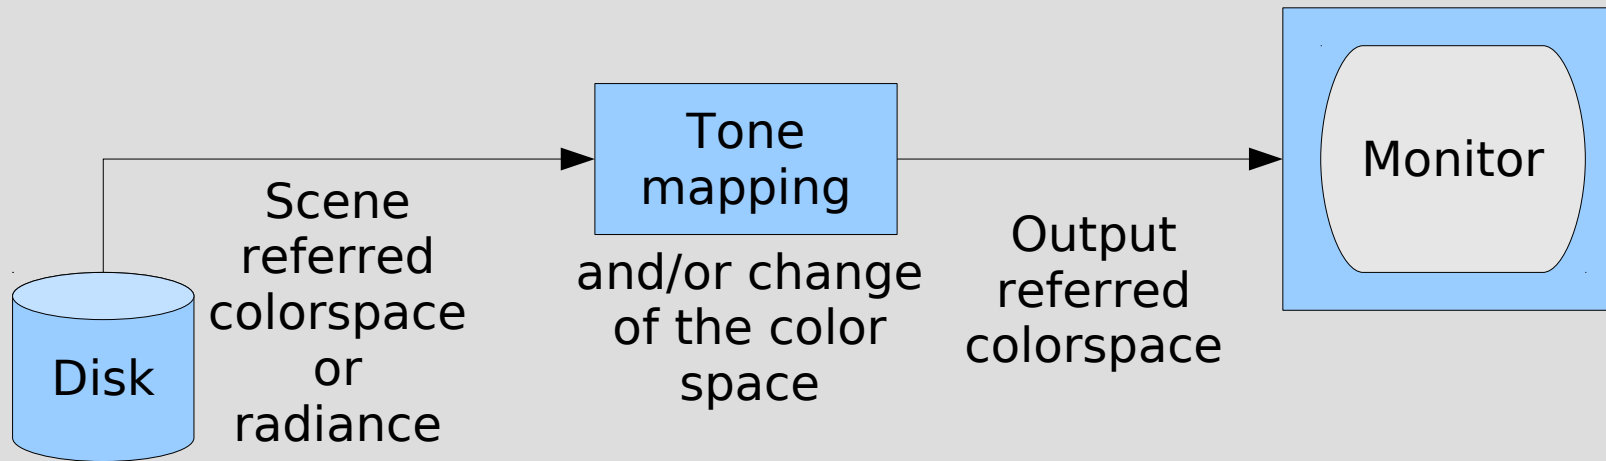 Disk
Scene
referred
colorspace
or
radiance
Tone
mapping
and/or change
of the color
space
Output
referred
colorspace
Monitor